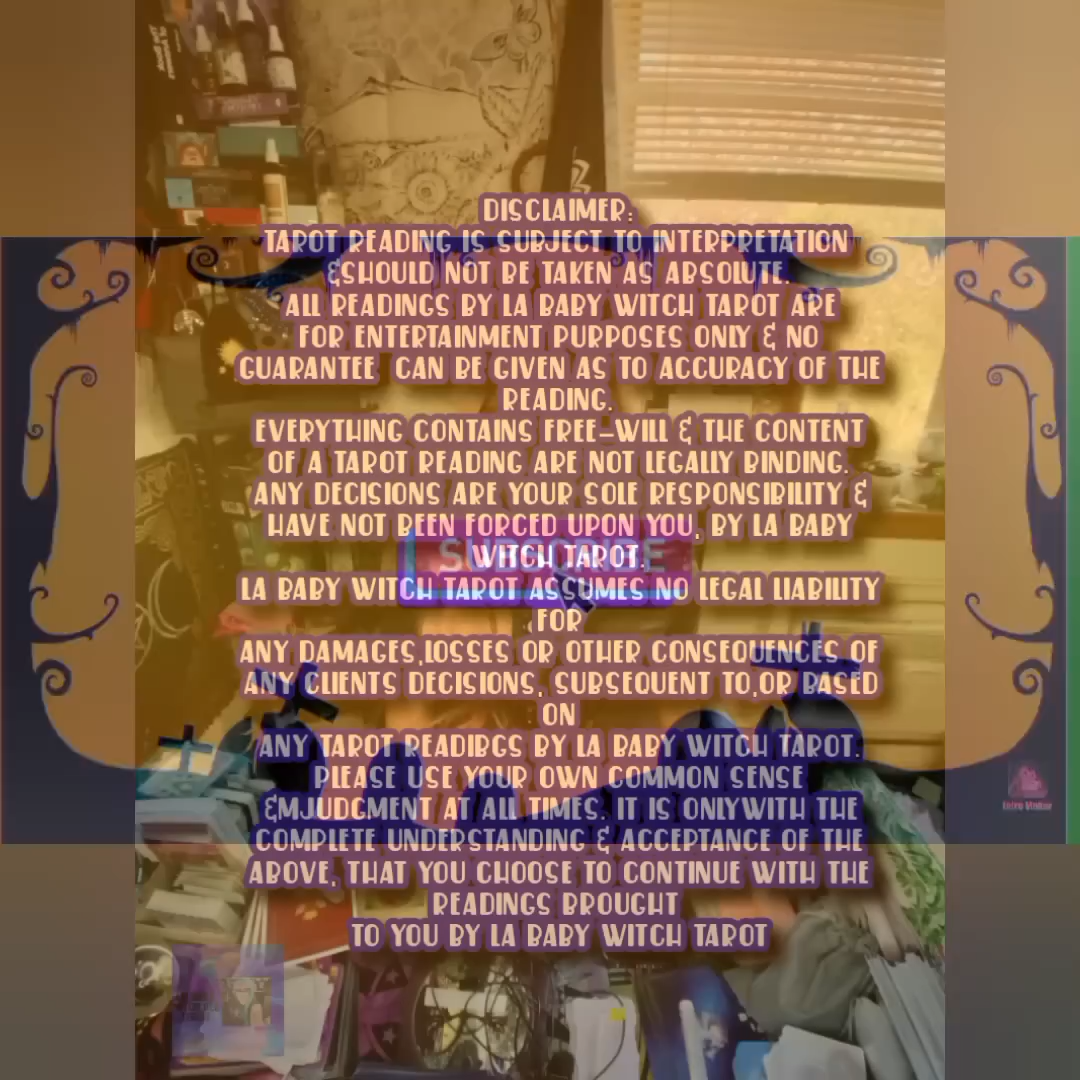 DISCLAIMER:
TAROT READING IS SUBJECT TO INTERPRETATION
&SHOULD NOT BE TAKEN AS ABSOLUTE.
ALL READINGS BY LA BABY WITCH TAROT ARE
FOR ENTERTAINMENT PURPOSES ONLY & NO
GUARANTEE CAN BE GIVEN AS TO ACCURACY OF THE
READING.
EVERYTHING CONTAINS FREE-WILL & THE CONTENT
OF A TAROT READING ARE NOT LEGALLY BINDING.
ANY DECISIONS ARE YOUR SOLE RESPONSIBILITY &
HAVE NOT BEEN FORCED UPON YOU, BY LA BABY
SUBSCRIBE
WITCH TAROT.
LA BABY WITCH TAROT ASSUMES NO LEGAL LIABILITY
FOR
ANY DAMAGES,LOSSES OR OTHER CONSEQUENCES OF
ANY CLIENTS DECISIONS, SUBSEQUENT TO,OR BASED
ON
ANY TAROT READIBGS BY LA BABY WITCH TAROT.
PLEASE USE YOUR OWN COMMON SENSE
&MJUDGMENT AT ALL TIMES. IT IS ONLYWITH THE
COMPLETE UNDERSTANDING & ACCEPTANCE OF THE
ABOVE, THAT YOU CHOOSE TO CONTINUE WITH THE
READINGS BROUGHT
TO YOU BY LA BABY WITCH TAROT
Intro Maker